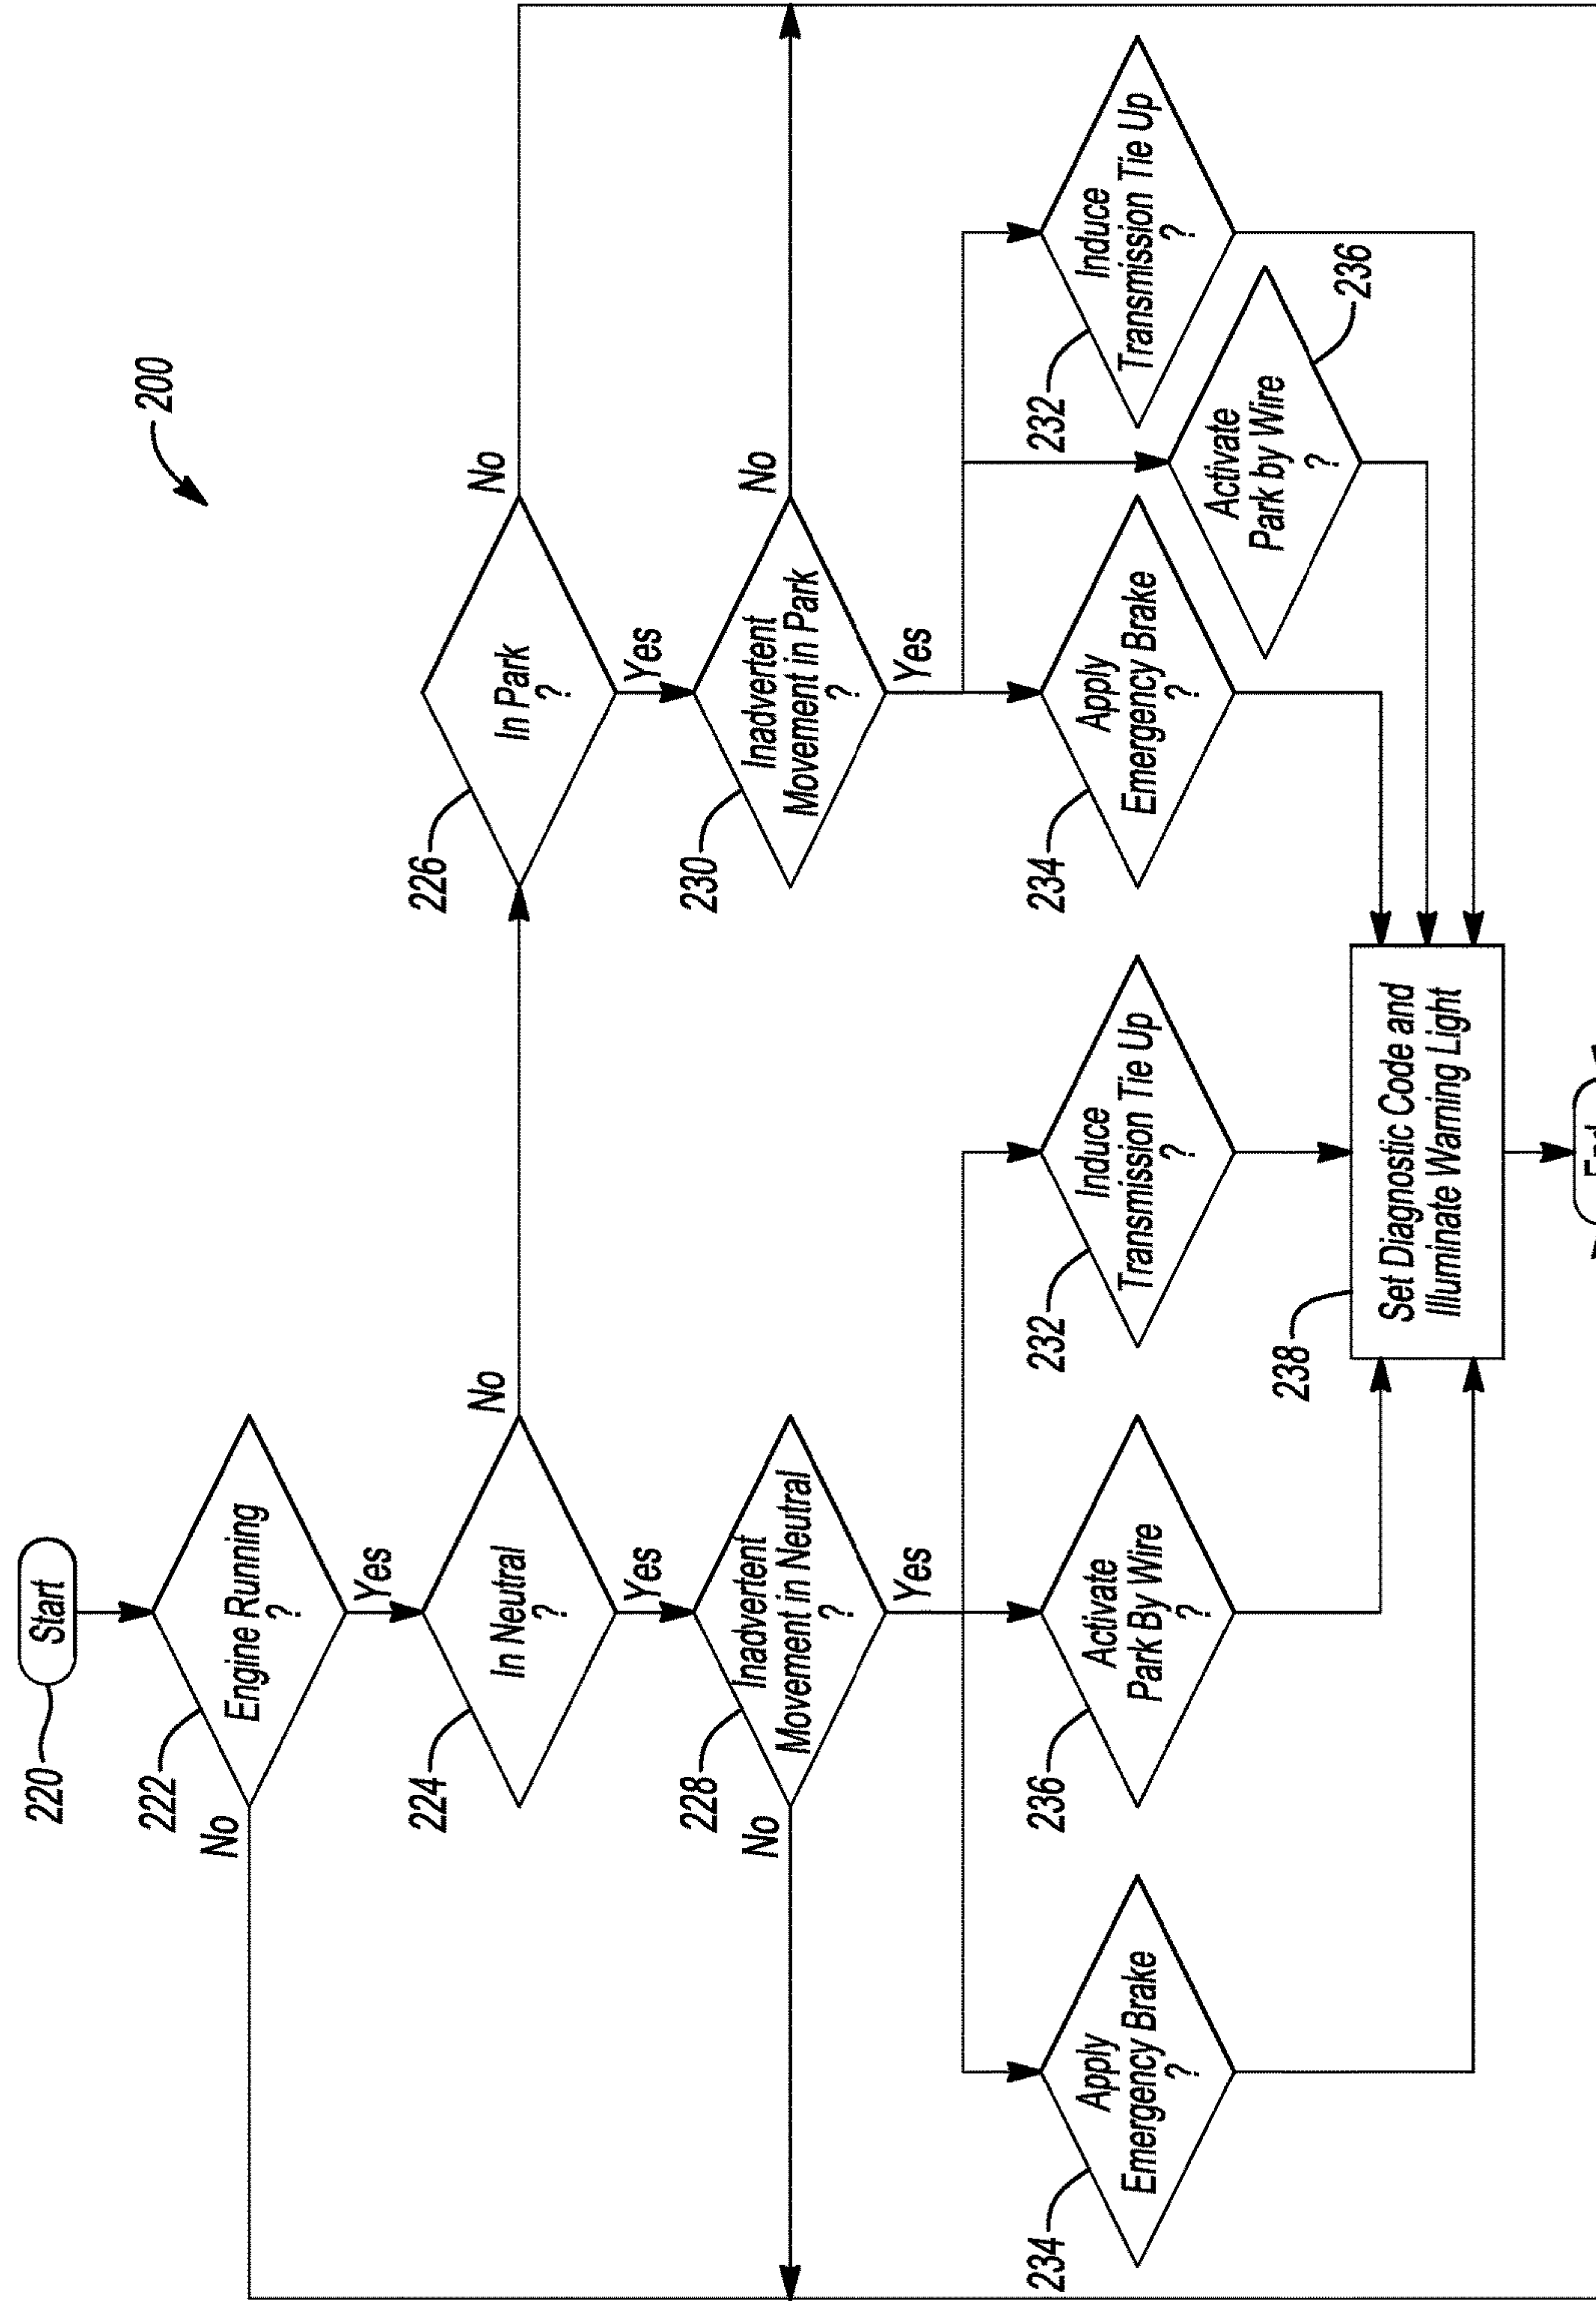 200
220
Start
222
Engine Running
?
No
Yes
224
In Neutral
?
No
Yes
226
In Park
?
No
Yes
228
Inadvertent
Movement in Neutral
?
No
Yes
230
Inadvertent
Movement in Park
?
No
Yes
234
Apply
Emergency Brake
?
236
Activate
Park By Wire
?
232
Induce
Transmission Tie Up
?
234
Apply
Emergency Brake
?
236
Activate
Park by Wire
?
232
Induce
Transmission Tie Up
?
238
Set Diagnostic Code and
Illuminate Warning Light